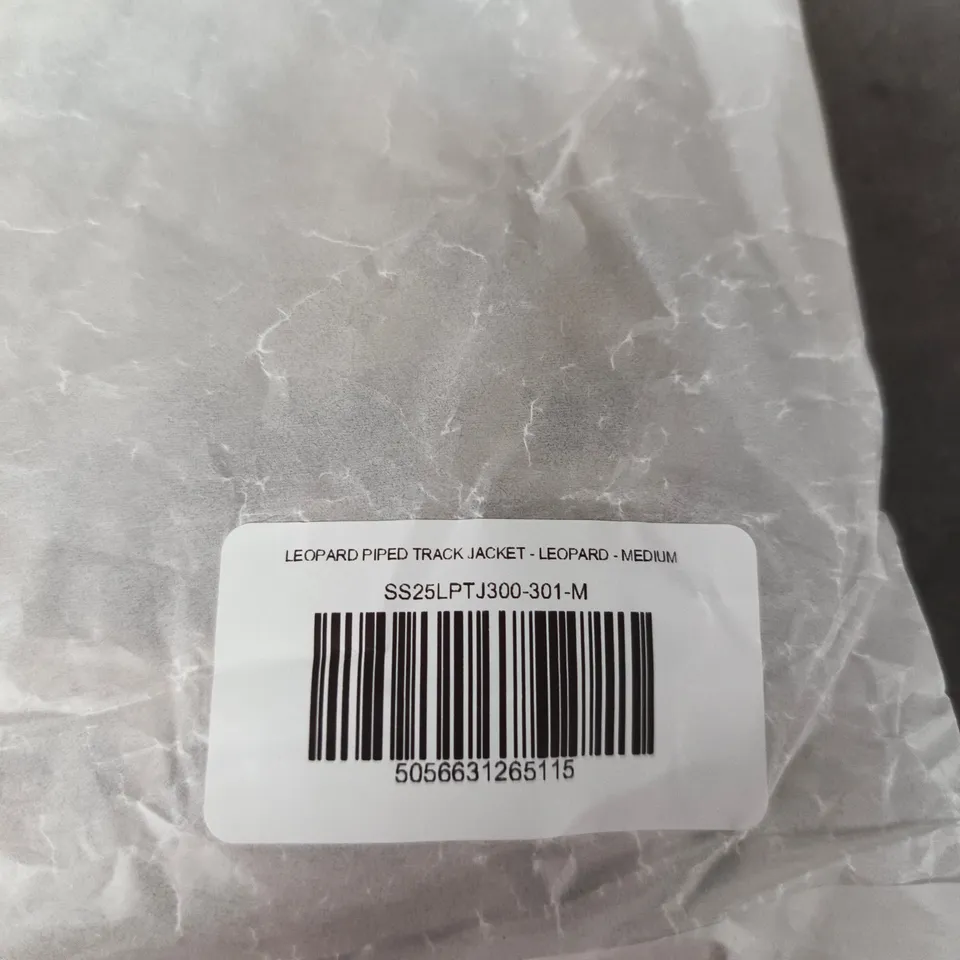 LEOPARD PIPED TRACK JACKET - LEOPARD - MEDIUM
SS25LPTJ300-301-M
5056631265115